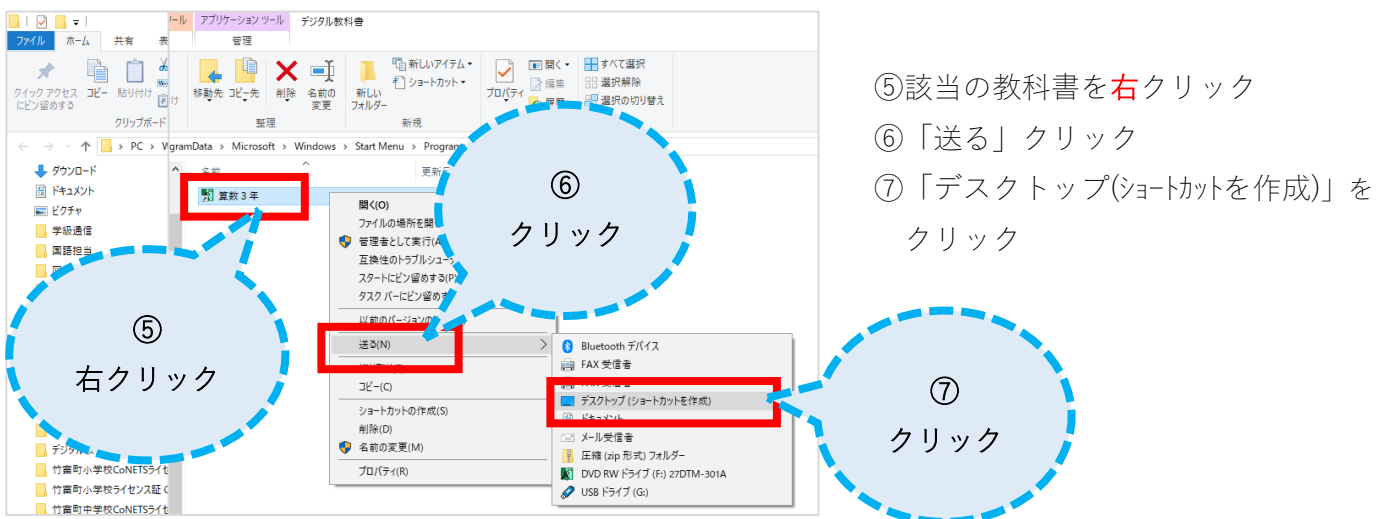 アプリケーション ツール
デジタル教科書
ファイル
ホーム
共有
管理
クイック アクセス
にピン留めする
コピー
貼り付け
クリップボード
移動先
コピー先
削除
名前の
変更
整理
新しい
フォルダー
新しいアイテム
ショートカット
新規
プロパティ
開く
編集
履歴
すべて選択
選択解除
選択の切り替え
PC > gramData > Microsoft > Windows > Start Menu >
名前
ダウンロード
ドキュメント
ピクチャ
学級通信
国語担当
竹富町小学校CoNETSライセ
竹富町小学校ライセンス証
竹富町中学校CoNETSライセ
算数3年
開く(O)
ファイルの場所を開
管理者として実行
互換性のトラブルシュー
スタートにピン留めする(P)
タスク バーにピン留め
以前のバージョンの
送る(N)
コピー(C)
ショートカットの作成(S)
削除(D)
名前の変更(M)
プロパティ(R)
Bluetooth デバイス
FAX 受信者
デスクトップ (ショートカットを作成)
ドキュメント
メール受信者
圧縮 (zip 形式) フォルダー
DVD RW ドライブ (F:) 27DTM-301A
USB ドライブ (G:)
⑤
右クリック
⑥
クリック
⑦
クリック
⑤該当の教科書を右クリック
⑥「送る」クリック
⑦「デスクトップ(ショートカットを作成)」を
クリック